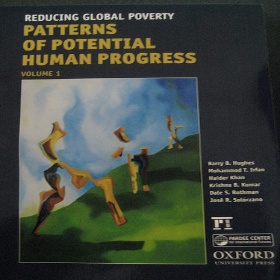 REDUCING GLOBAL POVERTY
PATTERNS
OF POTENTIAL
HUMAN PROGRESS
VOLUME 1
Barry B. Hughes
Mohammod T. Irfan
Haider Khan
Krishna B. Kumar
Dale S. Rothman
José R. Solórzano
PARDEE CENTER
OXFORD
UNIVERSITY PRESS